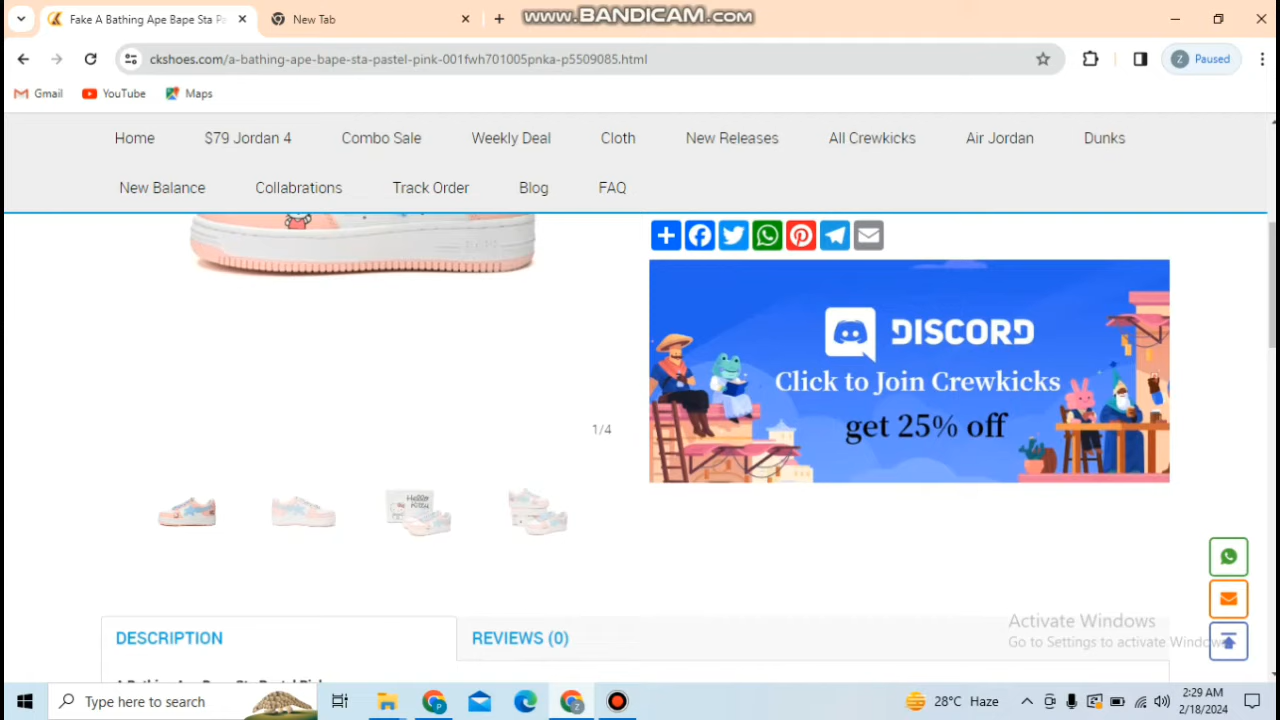 Fake A Bathing Ape Bape Sta Pa
New Tab
www.BANDICAM.com
ckshoes.com/a-bathing-ape-bape-sta-pastel-pink-001fwh701005pnka-p5509085.html
Z Paused
Gmail YouTube Maps
Home $79 Jordan 4 Combo Sale Weekly Deal Cloth New Releases All Crewkicks Air Jordan Dunks
New Balance Collabrations Track Order Blog FAQ
DISCORD
Click to Join Crewkicks
get 25% off
1/4
Hello
Kitty
Activate Windows
Go to Settings to activate Windows
DESCRIPTION REVIEWS (0)
Type here to search
28°C Haze
2:29 AM
2/18/2024